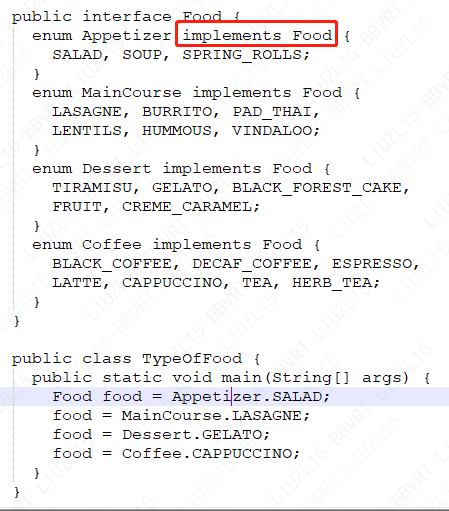 public interface Food {
enum Appetizer implements Food {
SALAD, SOUP, SPRING_ROLLS;
}
enum MainCourse implements Food {
LASAGNE, BURRITO, PAD_THAI,
LENTILS, HUMMOUS, VINDALOO;
}
enum Dessert implements Food {
TIRAMISU, GELATO, BLACK_FOREST_CAKE,
FRUIT, CREME_CARAMEL;
}
enum Coffee implements Food {
BLACK_COFFEE, DECAF_COFFEE, ESPRESSO,
LATTE, CAPPUCCINO, TEA, HERB_TEA;
}
}
public class TypeOfFood {
public static void main(String[] args) {
Food food = Appetizer.SALAD;
food = MainCourse.LASAGNE;
food = Dessert.GELATO;
food = Coffee.CAPPUCCINO;
}
}